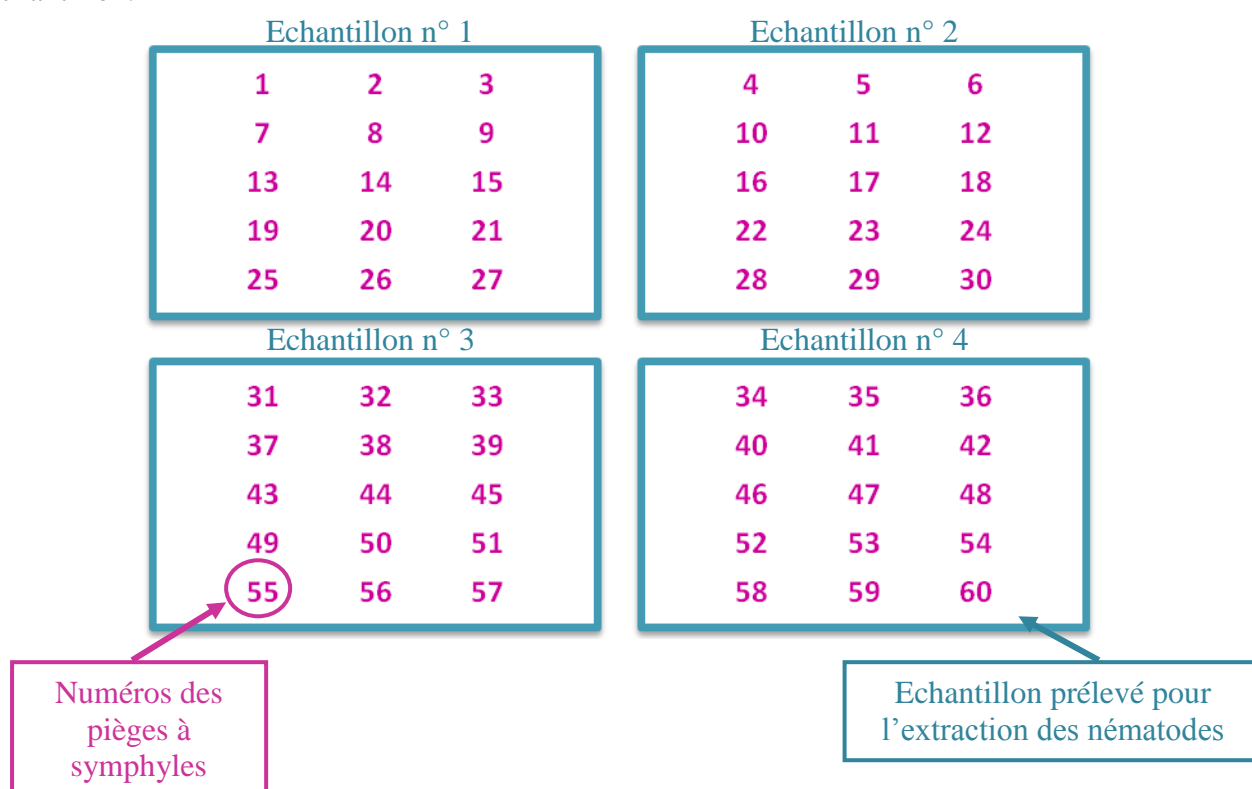 Echantillon n° 1
1 2 3
7 8 9
13 14 15
19 20 21
25 26 27
Echantillon n° 2
4 5 6
10 11 12
16 17 18
22 23 24
28 29 30
Echantillon n° 3
31 32 33
37 38 39
43 44 45
49 50 51
55 56 57
Echantillon n° 4
34 35 36
40 41 42
46 47 48
52 53 54
58 59 60
Numéros des
pièges à
symphyles
Echantillon prélevé pour
l’extraction des nématodes